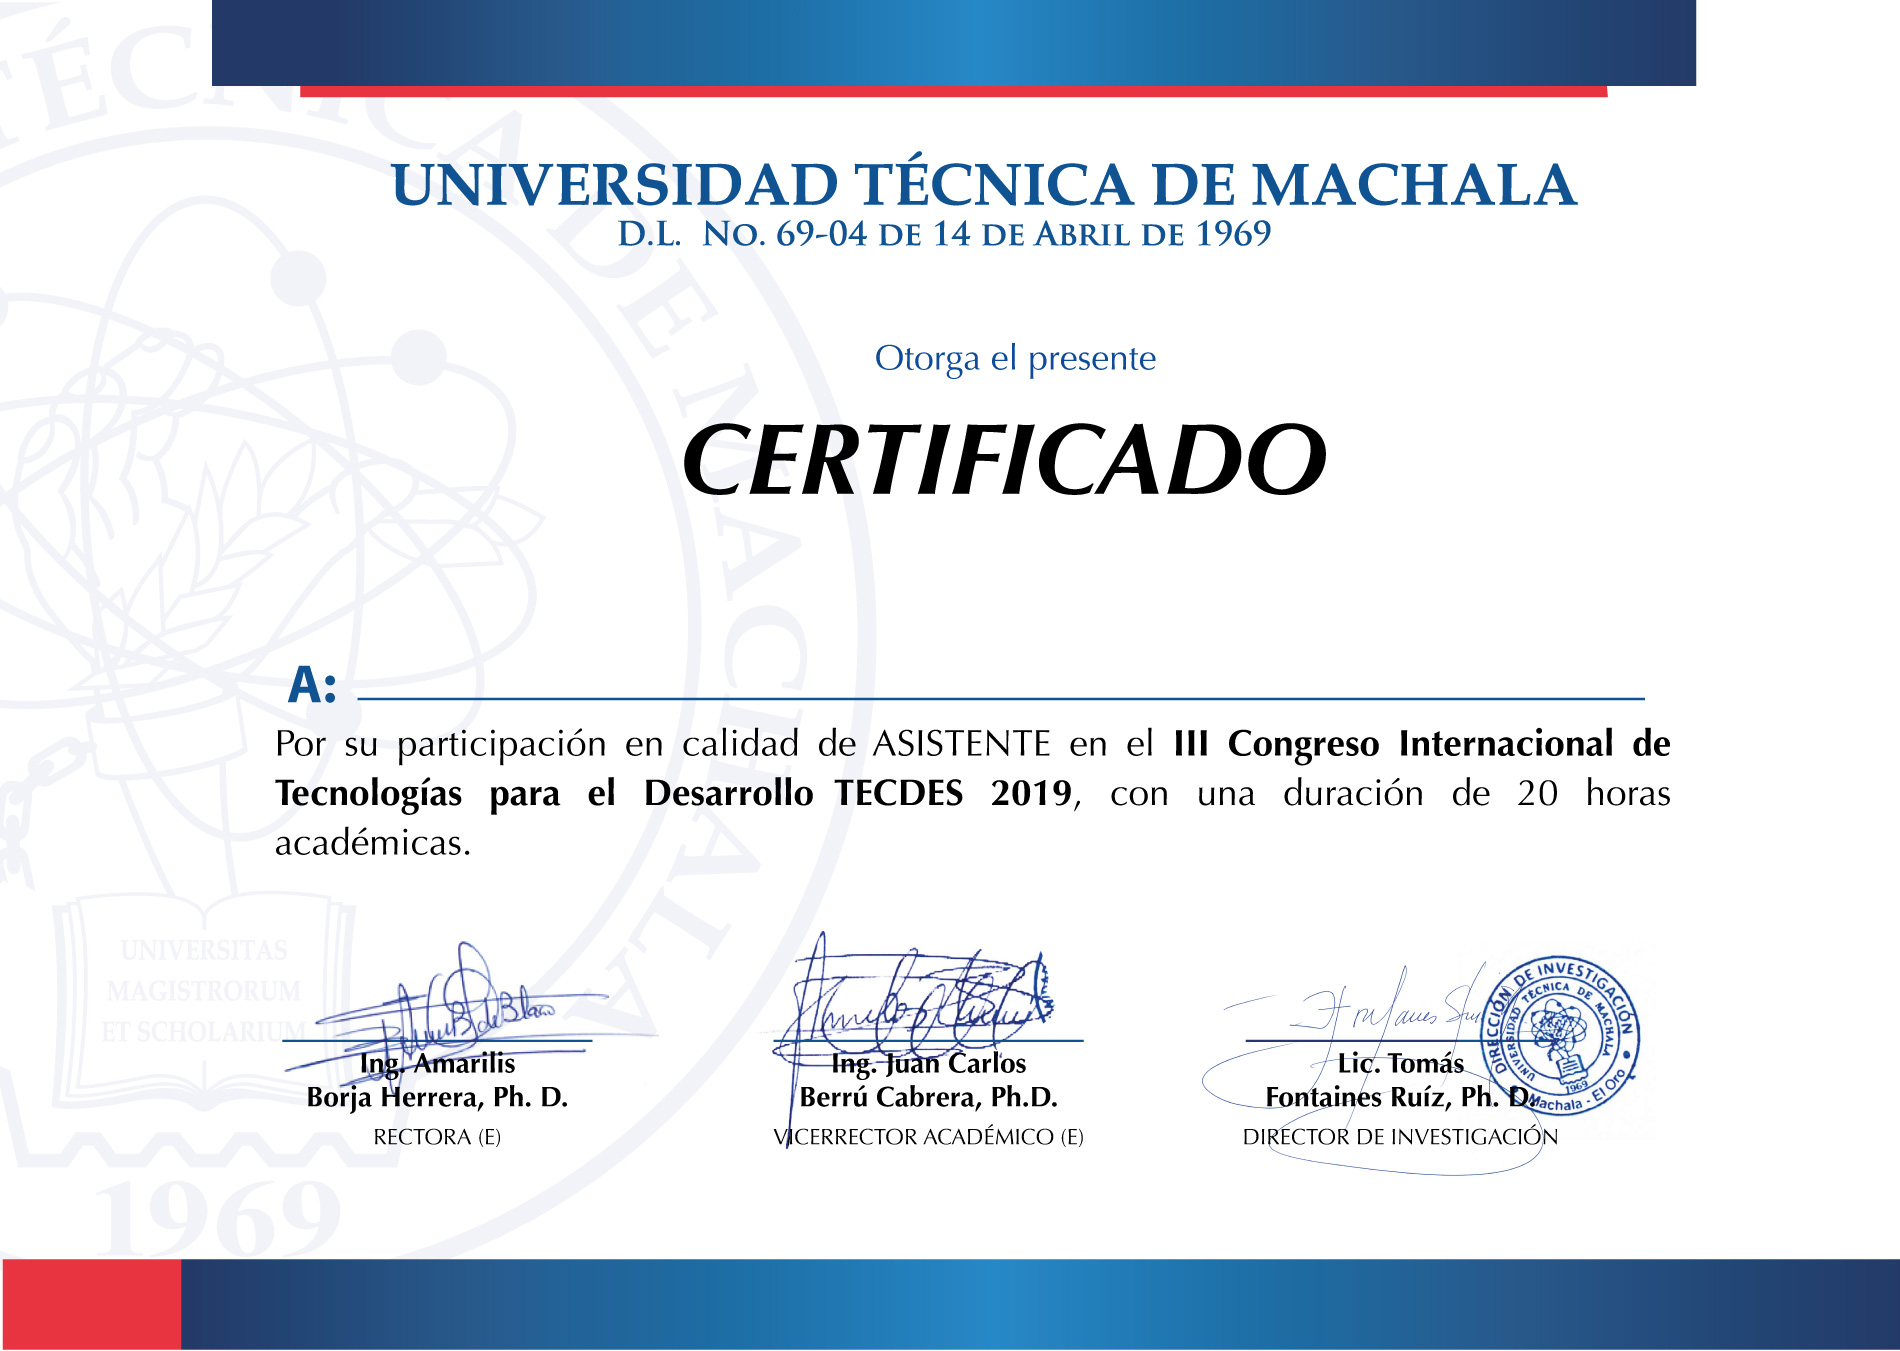 UNIVERSIDAD TÉCNICA DE MACHALA
D.L. No. 69-04 DE 14 DE ABRIL DE 1969
Otorga el presente
CERTIFICADO
A:
Por su participación en calidad de ASISTENTE en el III Congreso Internacional de
Tecnologías para el Desarrollo TECDES 2019, con una duración de 20 horas
académicas.
Ing. Amarilis
Borja Herrera, Ph. D.
RECTORA (E)
Ing. Juan Carlos
Berrú Cabrera, Ph.D.
VICERRECTOR ACADÉMICO (E)
Lic. Tomás
Fontaines Ruíz, Ph. D.
DIRECTOR DE INVESTIGACIÓN
DIRECCIÓN DE INVESTIGACIÓN
UNIVERSIDAD TÉCNICA DE MACHALA
1969
Machala - El Oro
TÉCNICA DE MACHALA
UNIVERSITAS
MAGISTRORUM
ET SCHOLARIUM
1969